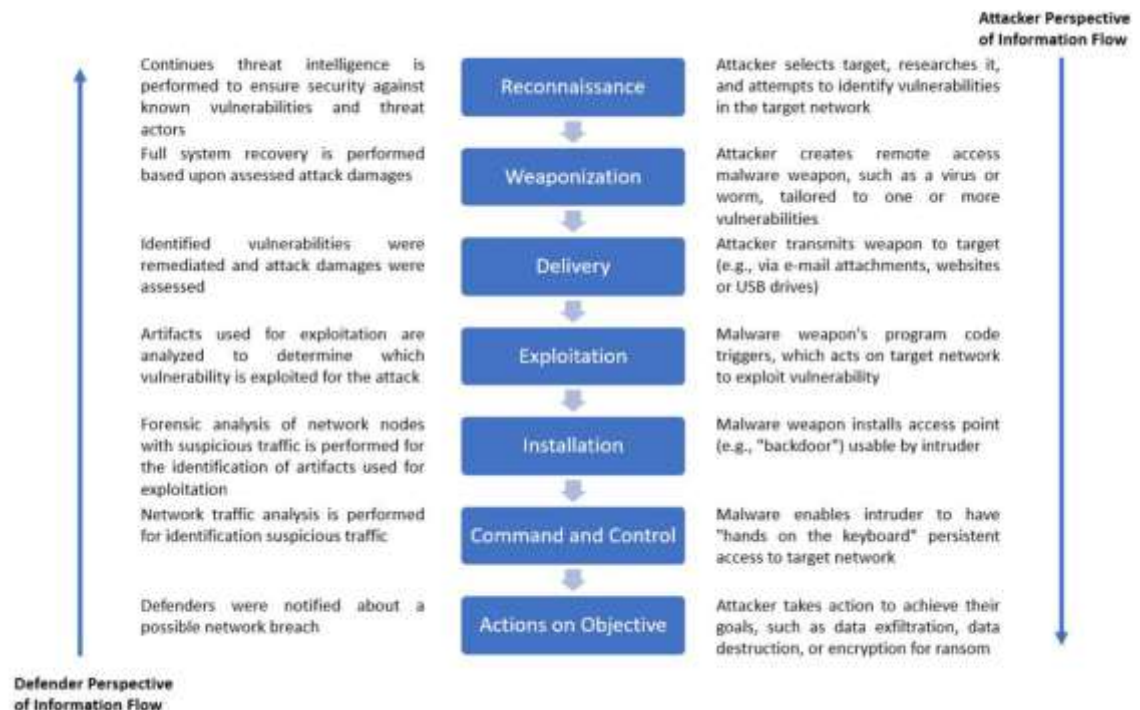 Attacker Perspective
of Information Flow
Continues threat intelligence is
performed to ensure security against
known vulnerabilities and threat
actors
Reconnaissance
Attacker selects target, researches it,
and attempts to identify vulnerabilities
in the target network
Full system recovery is performed
based upon assessed attack damages
Weaponization
Attacker creates remote access
malware weapon, such as a virus or
worm, tailored to one or more
vulnerabilities
Identified vulnerabilities were
remediated and attack damages were
assessed
Delivery
Attacker transmits weapon to target
(e.g., via e-mail attachments, websites
or USB drives)
Artifacts used for exploitation are
analyzed to determine which
vulnerability is exploited for the attack
Exploitation
Malware weapon's program code
triggers, which acts on target network
to exploit vulnerability
Forensic analysis of network nodes
with suspicious traffic is performed for
the identification of artifacts used for
exploitation
Installation
Malware weapon installs access point
(e.g., "backdoor") usable by intruder
Network traffic analysis is performed
for identification suspicious traffic
Command and Control
Malware enables intruder to have
"hands on the keyboard" persistent
access to target network
Defenders were notified about a
possible network breach
Actions on Objective
Attacker takes action to achieve their
goals, such as data exfiltration, data
destruction, or encryption for ransom
Defender Perspective
of Information Flow